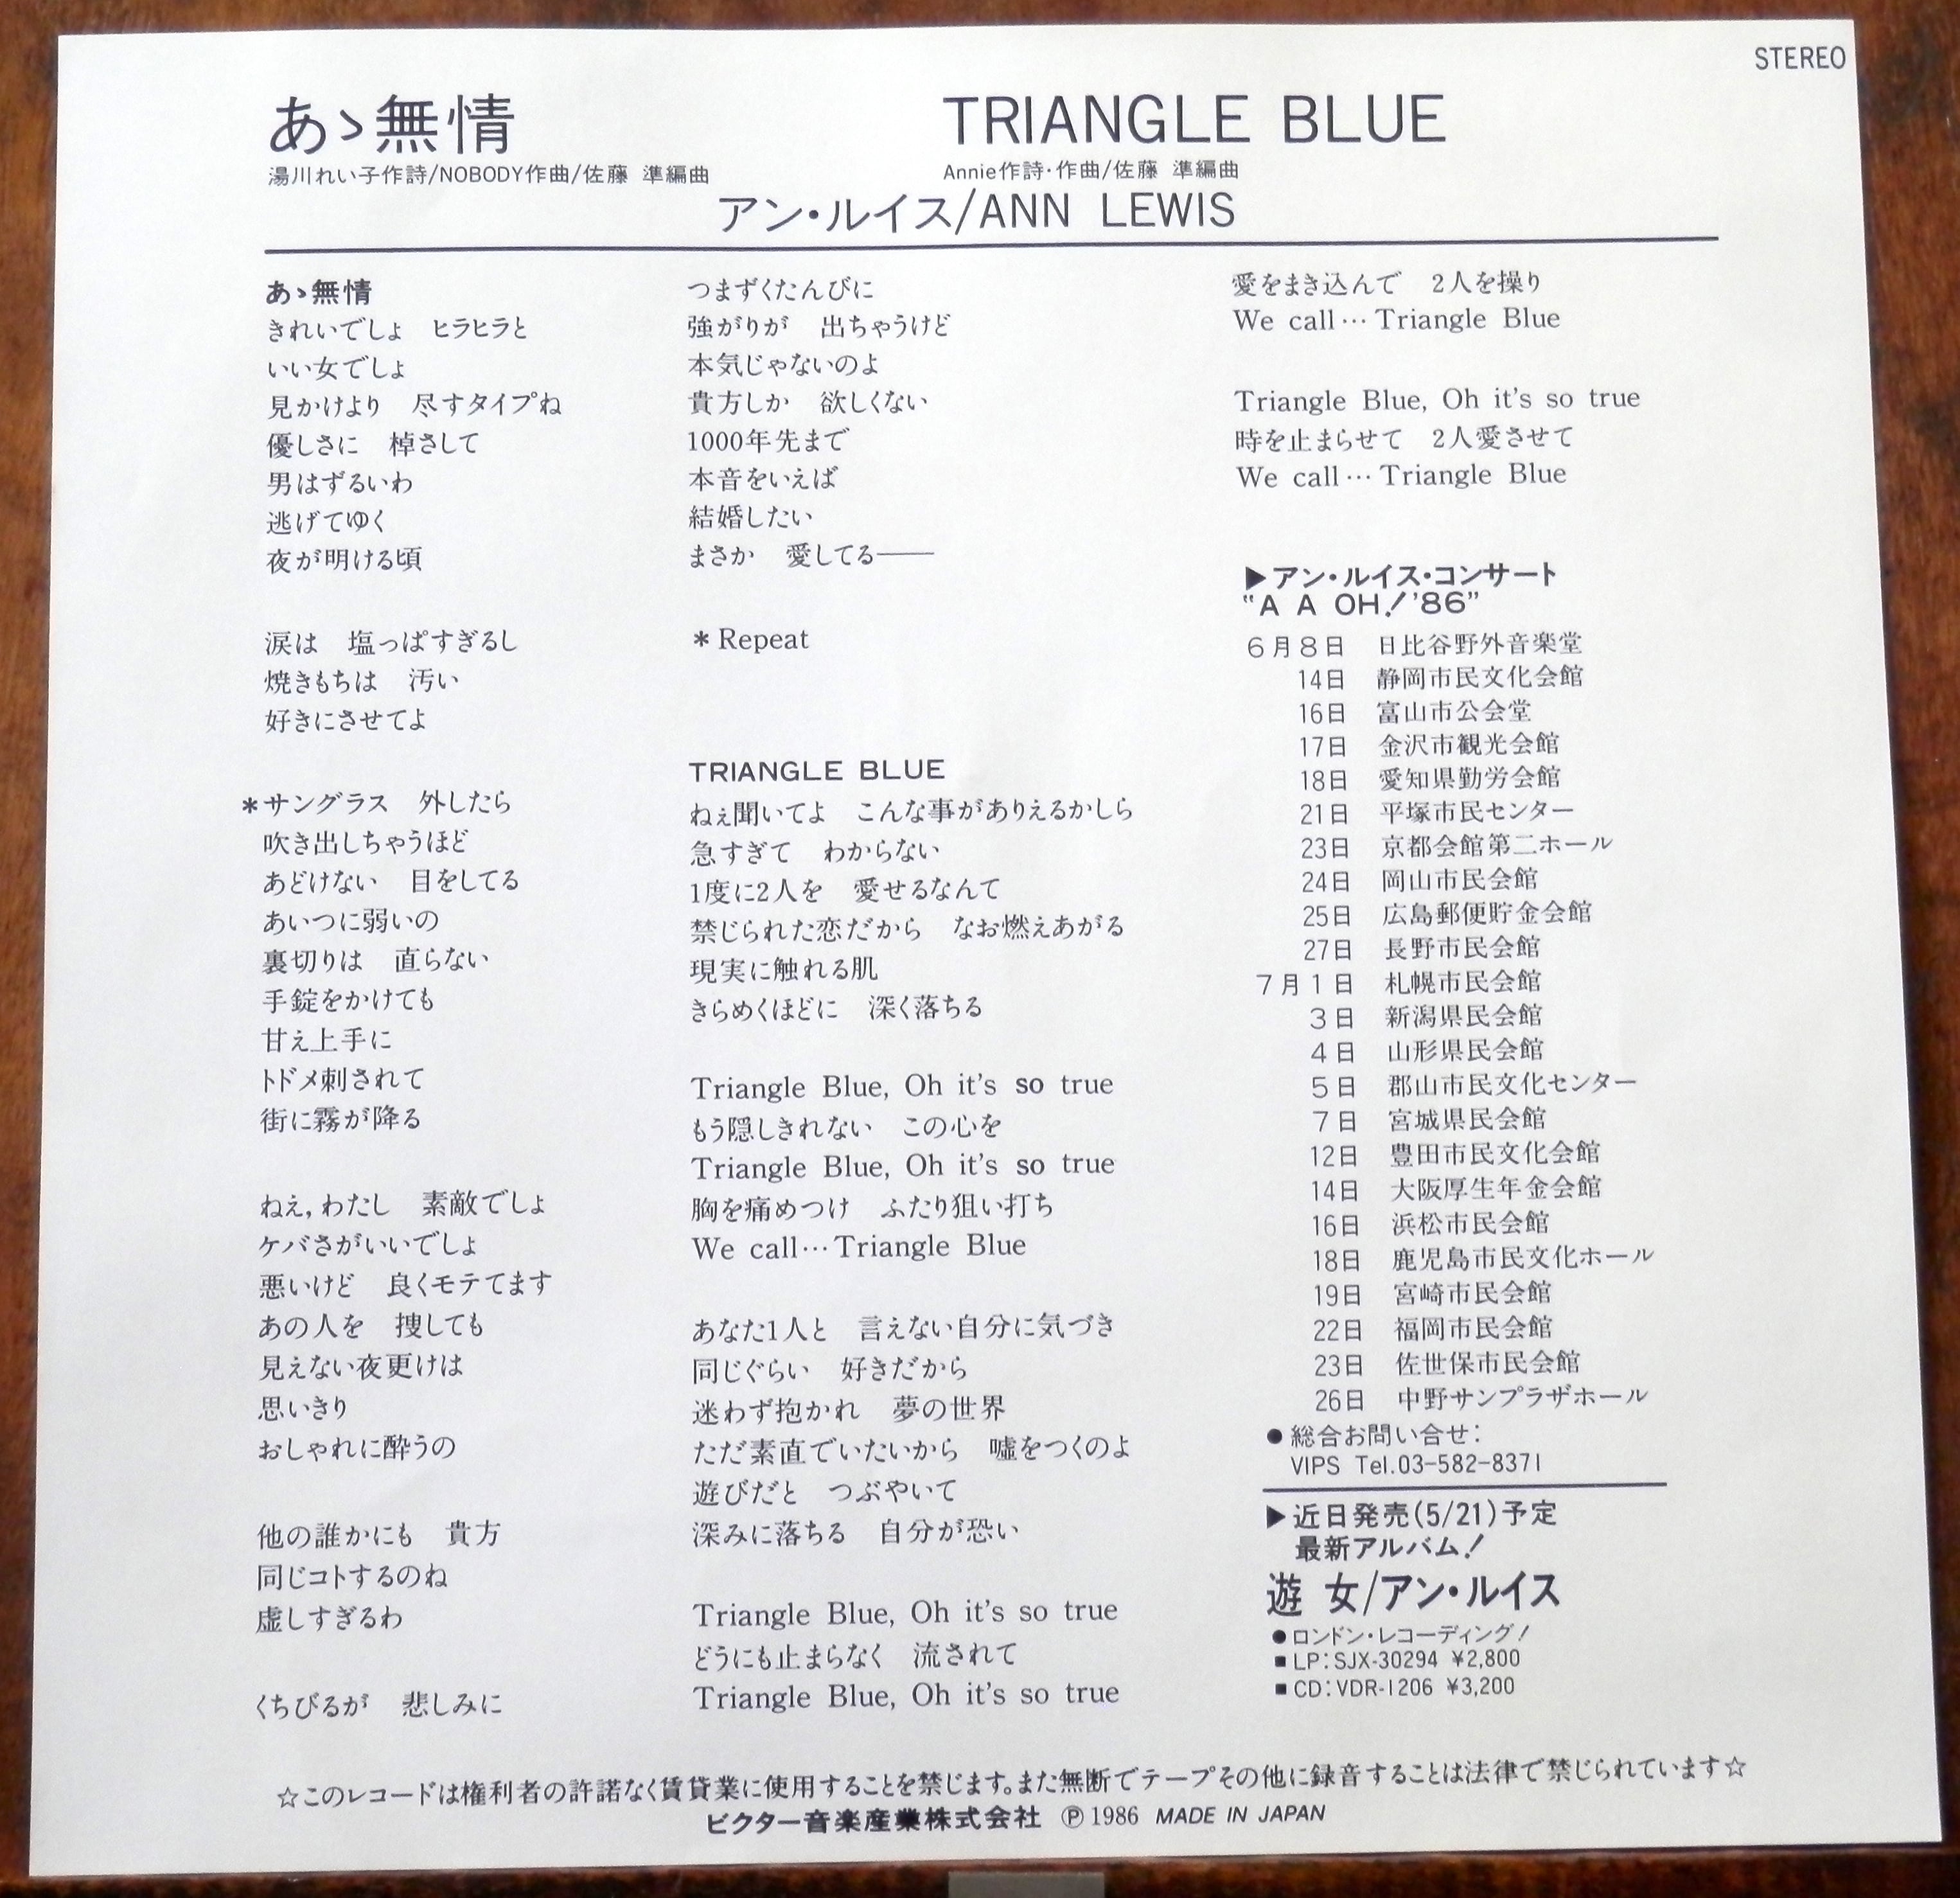 STEREO
あゝ無情
湯川れい子作詩/NOBODY作曲/佐藤 準編曲
TRIANGLE BLUE
Annie作詩・作曲/佐藤 準編曲
アン・ルイス/ANN LEWIS
あゝ無情
きれいでしょ ヒラヒラと
いい女でしょ
見かけより 尽すタイプね
優しさに 棹さして
男はずるいわ
逃げてゆく
夜が明ける頃
涙は 塩っぱすぎるし
焼きもちは 汚い
好きにさせてよ
*サングラス 外したら
吹き出しちゃうほど
あどけない 目をしてる
あいつに弱いの
裏切りは 直らない
手錠をかけても
甘え上手に
トドメ刺されて
街に霧が降る
ねえ,わたし 素敵でしょ
ケバさがいいでしょ
悪いけど 良くモテてます
あの人を 捜しても
見えない夜更けは
思いきり
おしゃれに酔うの
他の誰かにも 貴方
同じコトするのね
虚しすぎるわ
くちびるが 悲しみに
つまずくたんびに
強がりが 出ちゃうけど
本気じゃないのよ
貴方しか 欲しくない
1000年先まで
本音をいえば
結婚したい
まさか 愛してる――
*Repeat
TRIANGLE BLUE
ねぇ聞いてよ こんな事がありえるかしら
急すぎて わからない
1度に2人を 愛せるなんて
禁じられた恋だから なお燃えあがる
現実に触れる肌
きらめくほどに 深く落ちる
Triangle Blue, Oh it's so true
もう隠しきれない この心を
Triangle Blue, Oh it's so true
胸を痛めつけ ふたり狙い打ち
We call…Triangle Blue
あなた1人と 言えない自分に気づき
同じぐらい 好きだから
迷わず抱かれ 夢の世界
ただ素直でいたいから 嘘をつくのよ
遊びだと つぶやいて
深みに落ちる 自分が恐い
Triangle Blue, Oh it's so true
どうにも止まらなく 流されて
Triangle Blue, Oh it's so true
愛をまき込んで 2人を操り
We call…Triangle Blue
Triangle Blue, Oh it's so true
時を止まらせて 2人愛させて
We call…Triangle Blue
▶アン・ルイス・コンサート
"A A OH!'86"
6月8日 日比谷野外音楽堂
14日 静岡市民文化会館
16日 富山市公会堂
17日 金沢市観光会館
18日 愛知県勤労会館
21日 平塚市民センター
23日 京都会館第二ホール
24日 岡山市民会館
25日 広島郵便貯金会館
27日 長野市民会館
7月1日 札幌市民会館
3日 新潟県民会館
4日 山形県民会館
5日 郡山市民文化センター
7日 宮城県民会館
12日 豊田市民文化会館
14日 大阪厚生年金会館
16日 浜松市民会館
18日 鹿児島市民文化ホール
19日 宮崎市民会館
22日 福岡市民会館
23日 佐世保市民会館
26日 中野サンプラザホール
●総合お問い合せ:
VIPS Tel.03-582-8371
▶近日発売(5/21)予定
最新アルバム!
遊 女/アン・ルイス
●ロンドン・レコーディング!
■LP:SJX-30294 ¥2,800
■CD:VDR-1206 ¥3,200
☆このレコードは権利者の許諾なく賃貸業に使用することを禁じます。また無断でテープその他に録音することは法律で禁じられています☆
ビクター音楽産業株式会社 Ⓟ1986 MADE IN JAPAN